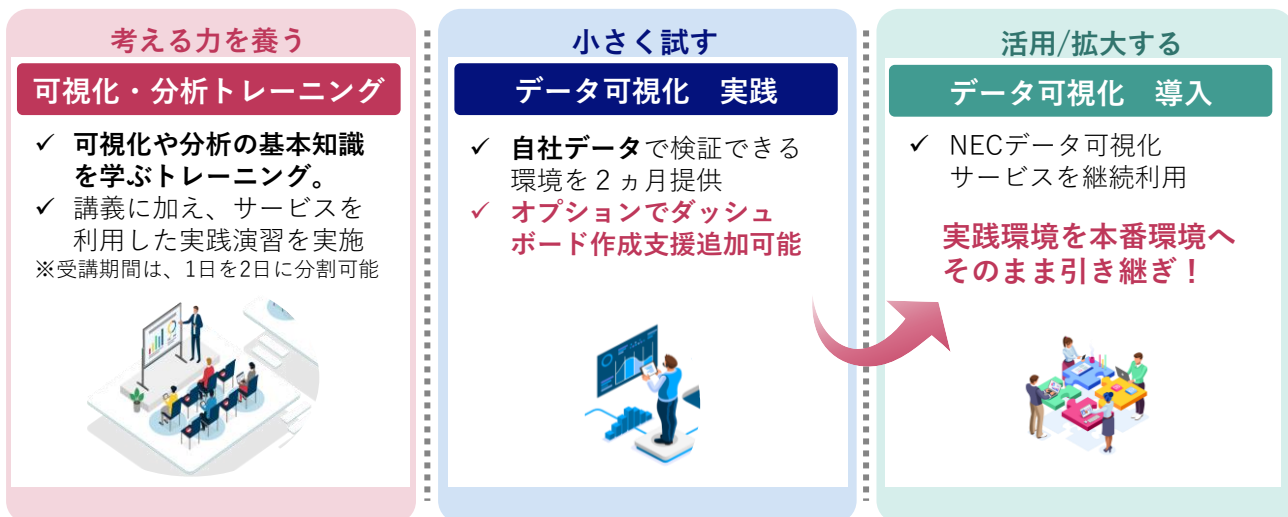 考える力を養う
可視化・分析トレーニング
✓ 可視化や分析の基本知識
を学ぶトレーニング。
✓ 講義に加え、サービスを
利用した実践演習を実施
※受講期間は、1日を2日に分割可能
小さく試す
データ可視化　実践
✓ 自社データで検証できる
環境を２ヵ月提供
✓ オプションでダッシュ
ボード作成支援追加可能
活用/拡大する
データ可視化　導入
✓ NECデータ可視化
サービスを継続利用
実践環境を本番環境へ
そのまま引き継ぎ！